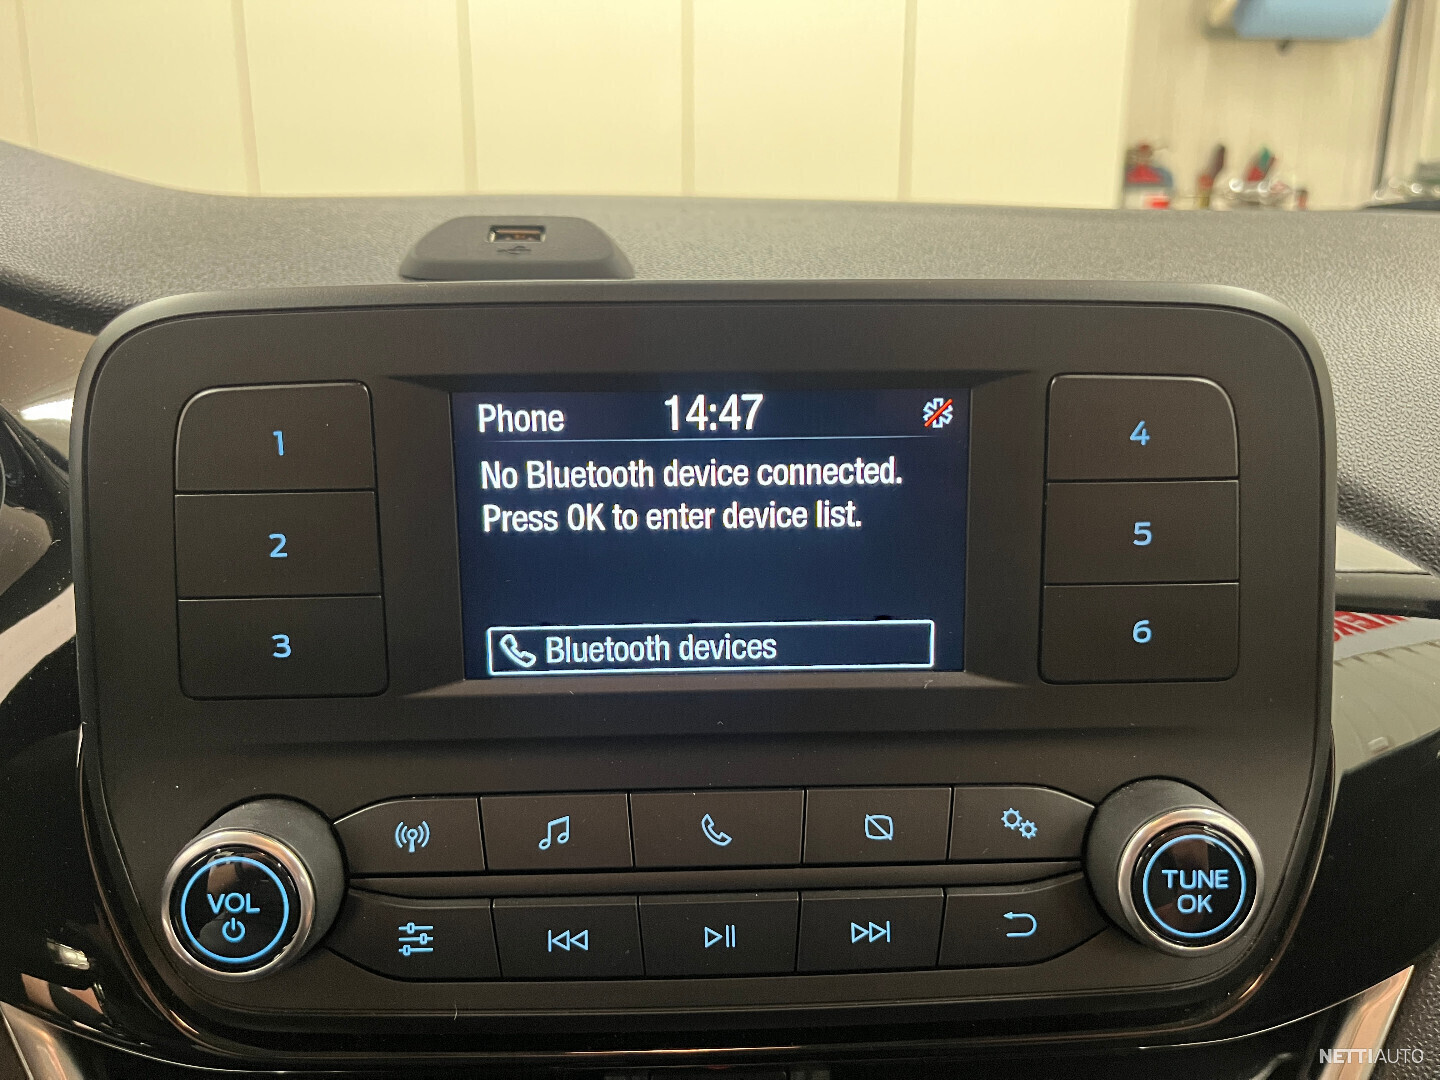 Phone 14:47
No Bluetooth device connected.
Press OK to enter device list.
Bluetooth devices
1
2
3
4
5
6
VOL
TUNE
OK
NETTIAUTO